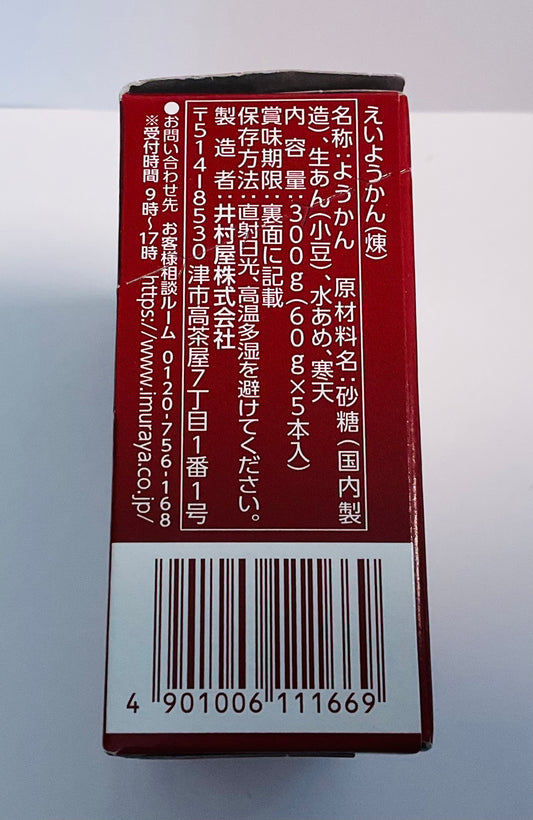 えいようかん(煉)
名称:ようかん 原材料名:砂糖(国内製
造)、生あん(小豆)、水あめ、寒天
内容量:300g(60g×5本入)
賞味期限:裏面に記載
保存方法:直射日光、高温多湿を避けてください。
製造者:井村屋株式会社
〒514-8530 津市高茶屋7丁目1番1号
●お問い合わせ先 お客様相談ルーム 0120-756-168
※受付時間 9時〜17時 https://www.imuraya.co.jp/
4 901006 111669